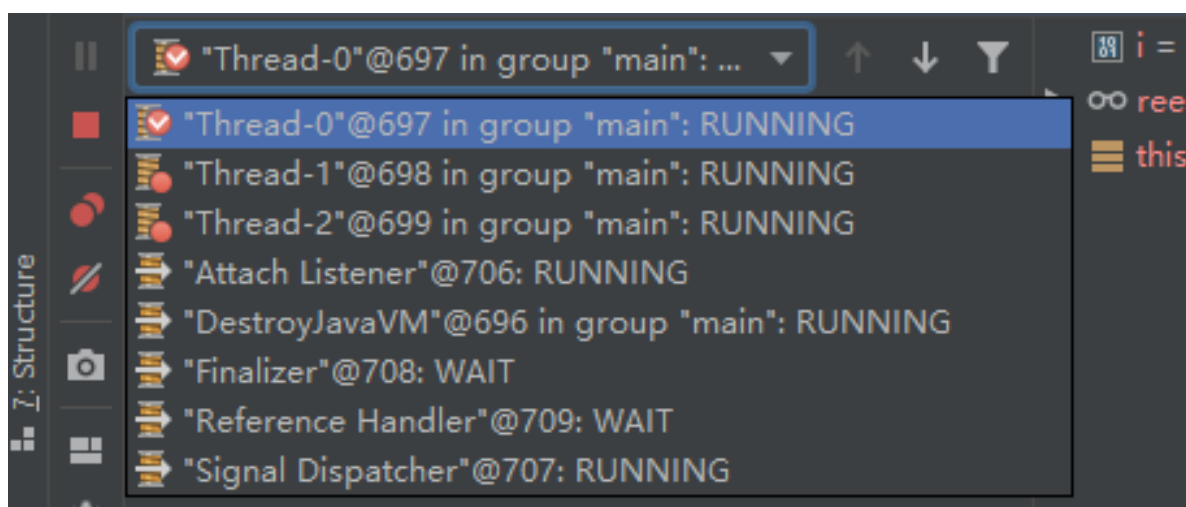 "Thread-0"@697 in group "main": ...
"Thread-0"@697 in group "main": RUNNING
"Thread-1"@698 in group "main": RUNNING
"Thread-2"@699 in group "main": RUNNING
"Attach Listener"@706: RUNNING
"DestroyJavaVM"@696 in group "main": RUNNING
"Finalizer"@708: WAIT
"Reference Handler"@709: WAIT
"Signal Dispatcher"@707: RUNNING
i =
ree
this
7: Structure